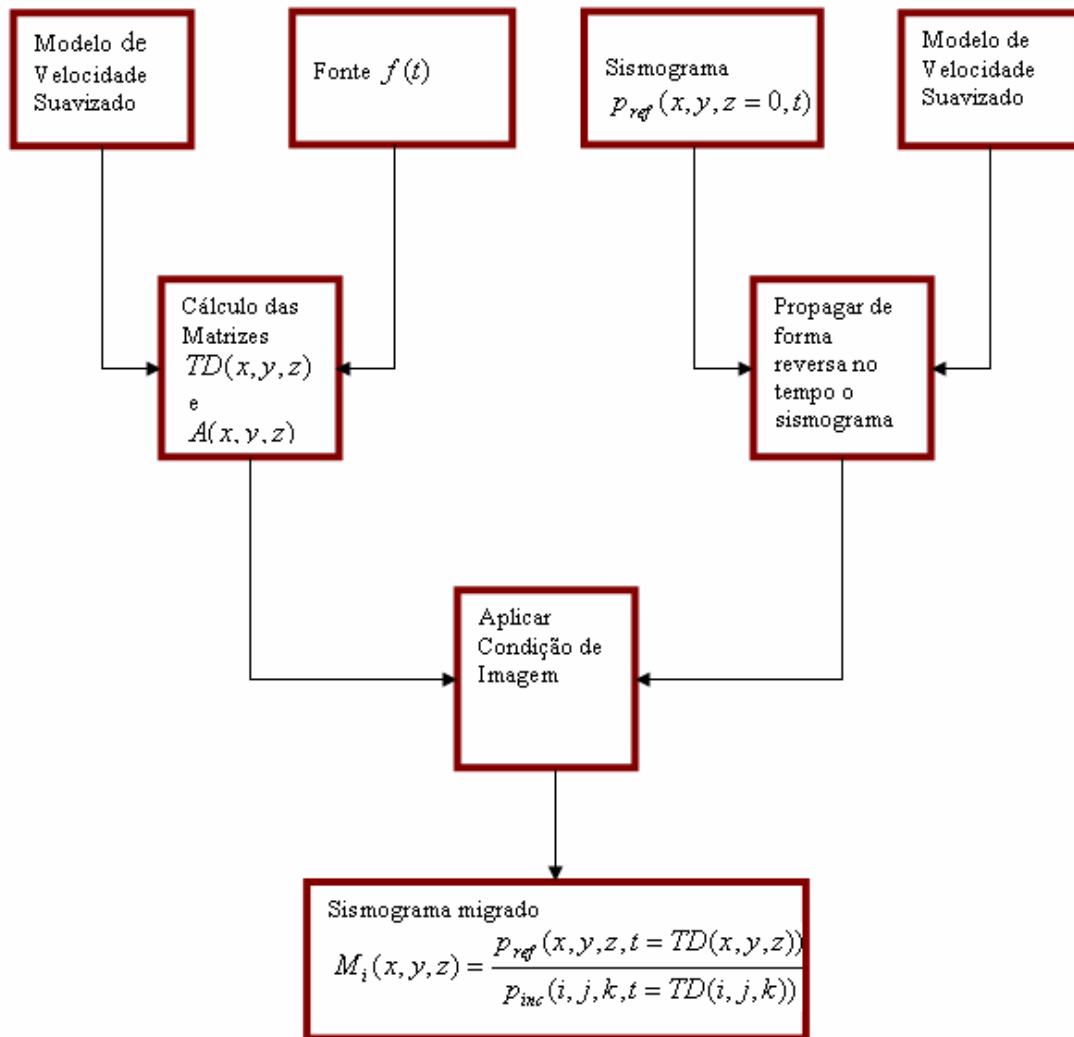 Modelo de
Velocidade
Suavizado
Fonte f(t)
Sismograma
p_ref(x,y,z=0,t)
Modelo de
Velocidade
Suavizado
Cálculo das
Matrizes
TD(x,y,z)
e
A(x,y,z)
Propagar de
forma
reversa no
tempo o
sismograma
Aplicar
Condição de
Imagem
Sismograma migrado
M_i(x,y,z) = p_ref(x,y,z,t=TD(x,y,z)) / p_inc(i,j,k,t=TD(i,j,k))